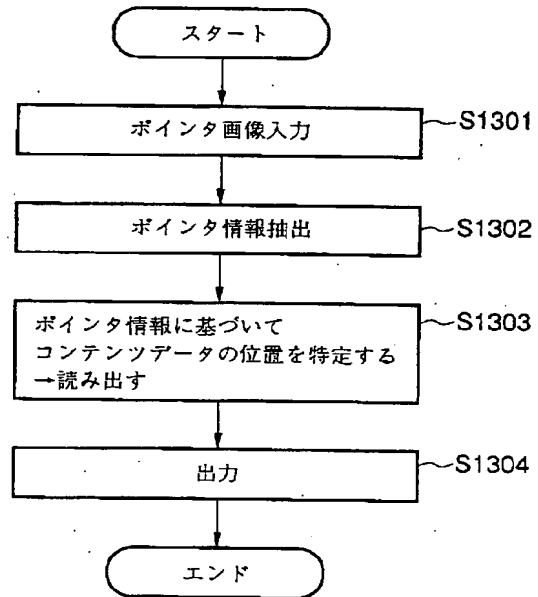 スタート
ポインタ画像入力
S1301
ポインタ情報抽出
S1302
ポインタ情報に基づいて
コンテンツデータの位置を特定する
→読み出す
S1303
出力
S1304
エンド